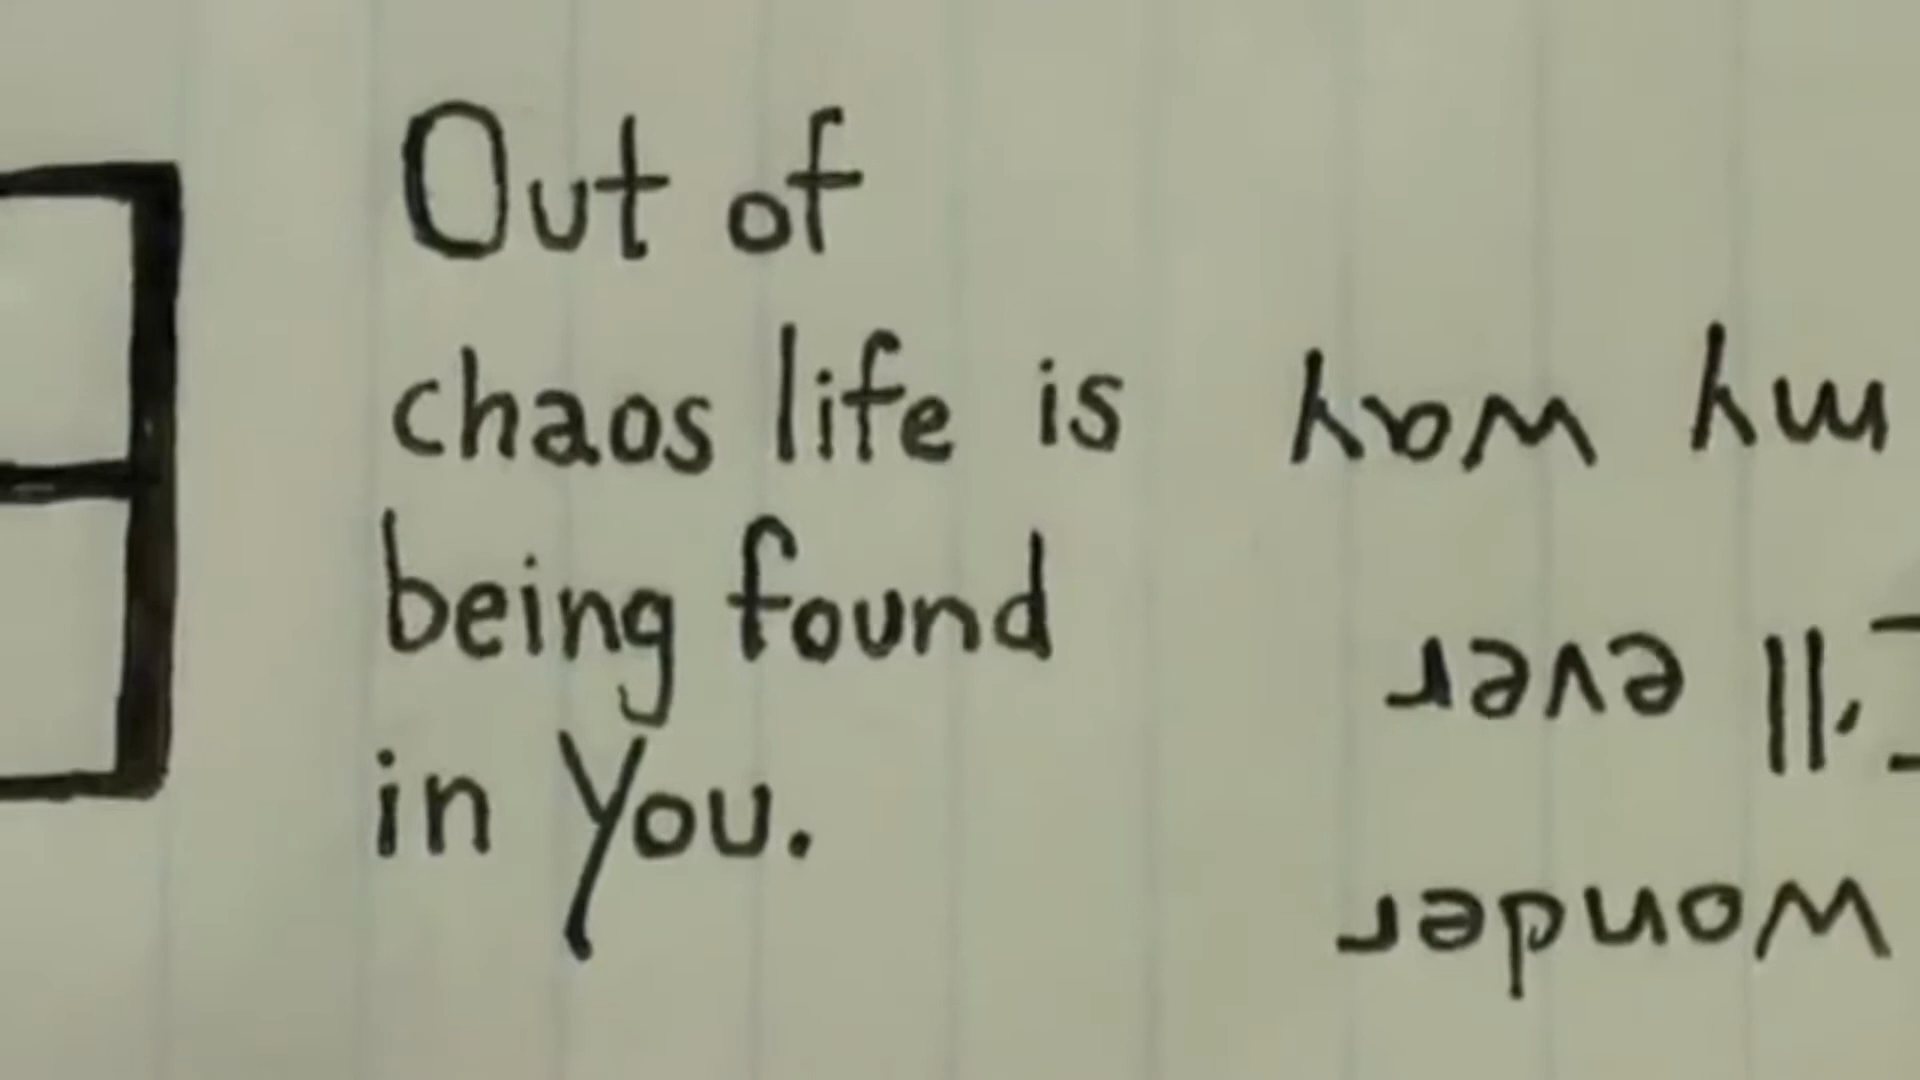 Out of
chaos life is
being found
in You.
wonder
I'll ever
my way